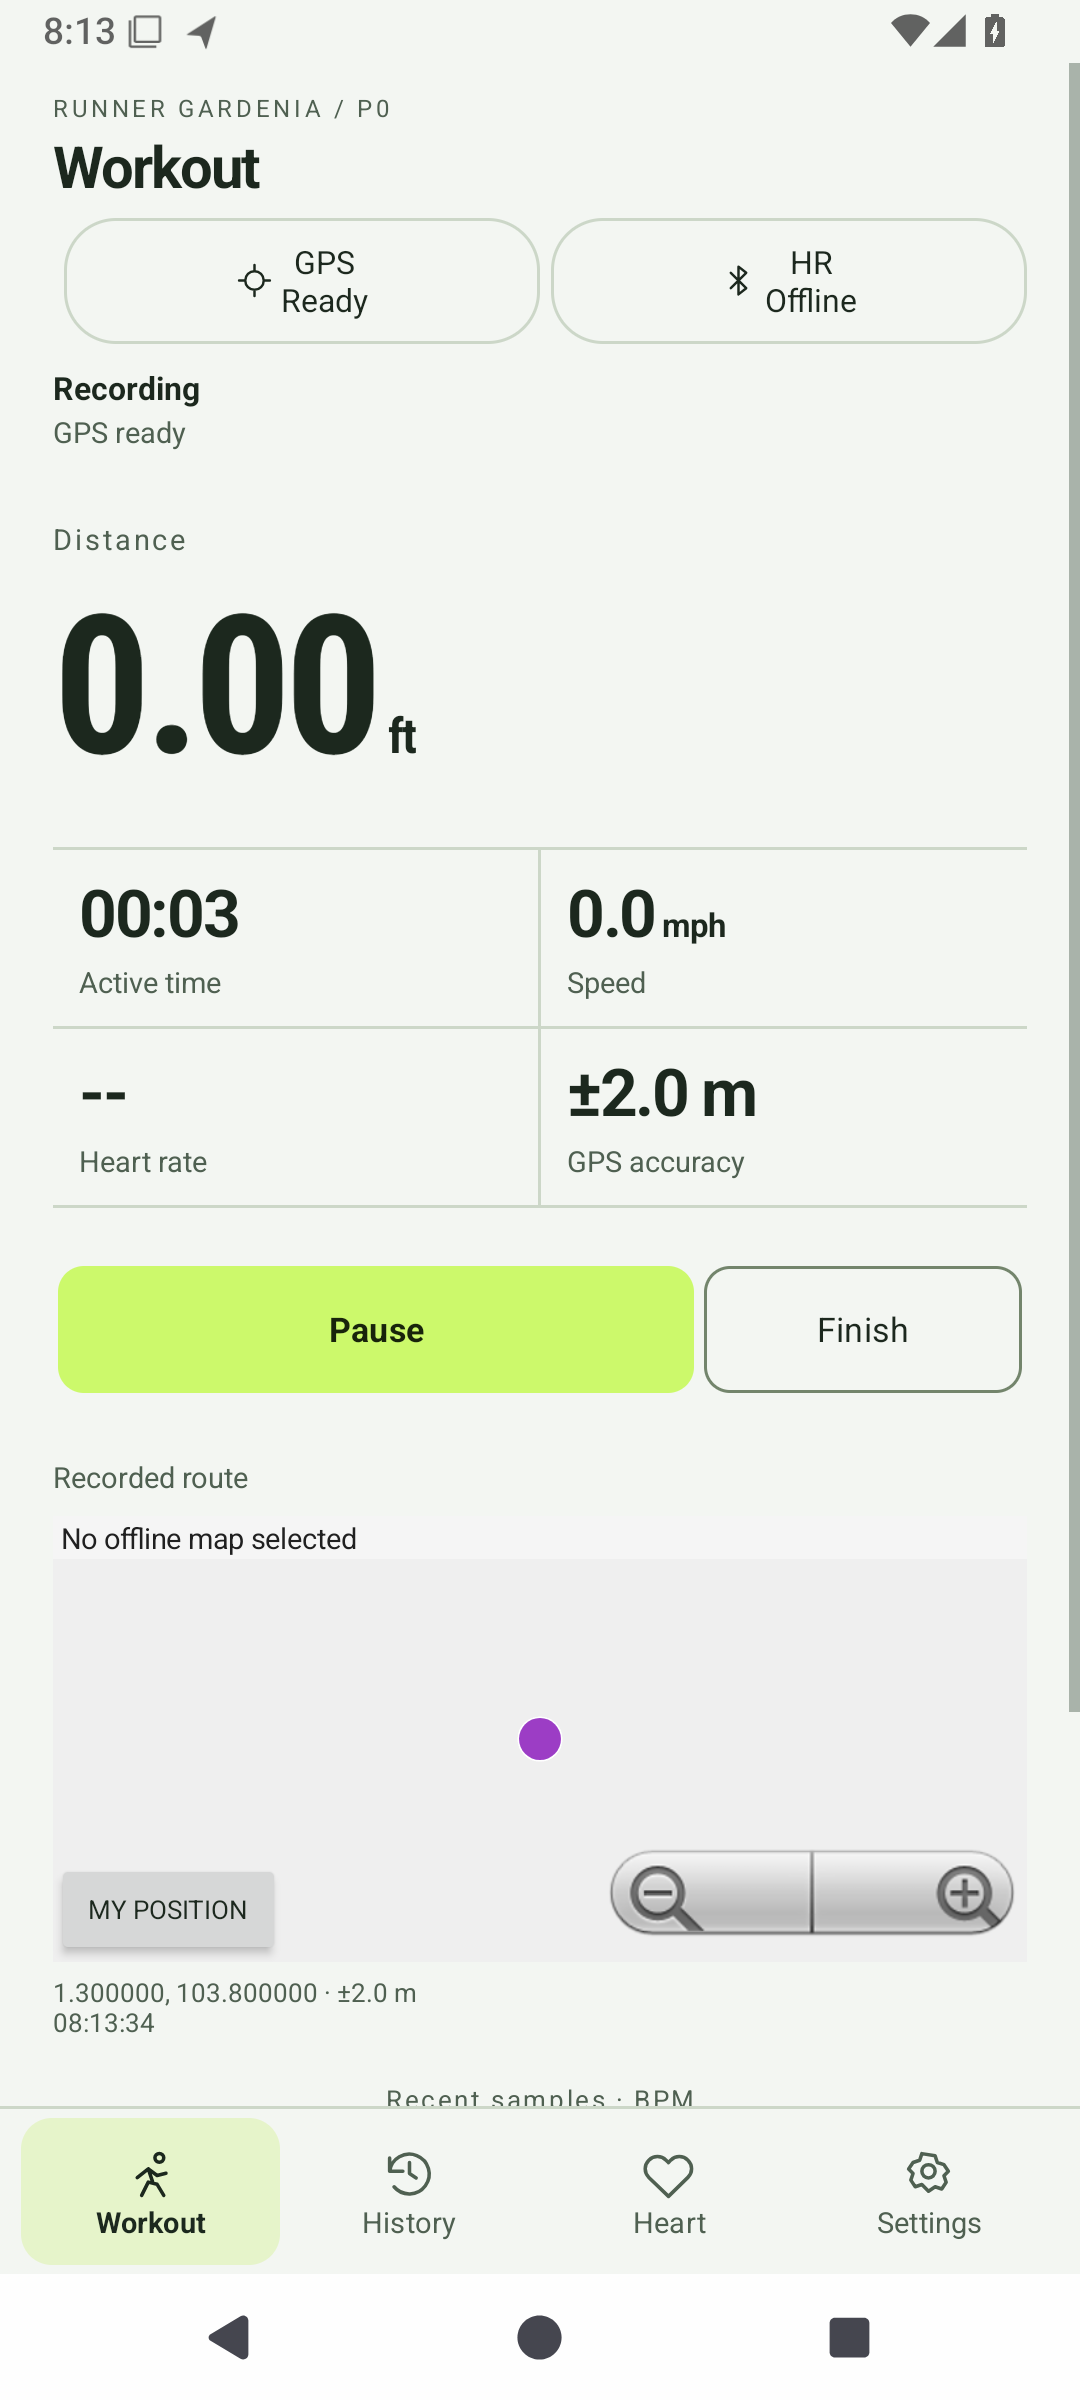 8:13
RUNNER GARDENIA / P0
Workout
GPS
Ready
HR
Offline
Recording
GPS ready
Distance
0.00 ft
00:03
Active time
0.0 mph
Speed
--
Heart rate
±2.0 m
GPS accuracy
Pause
Finish
Recorded route
No offline map selected
MY POSITION
1.300000, 103.800000 · ±2.0 m
08:13:34
Recent samples · BPM
Workout
History
Heart
Settings